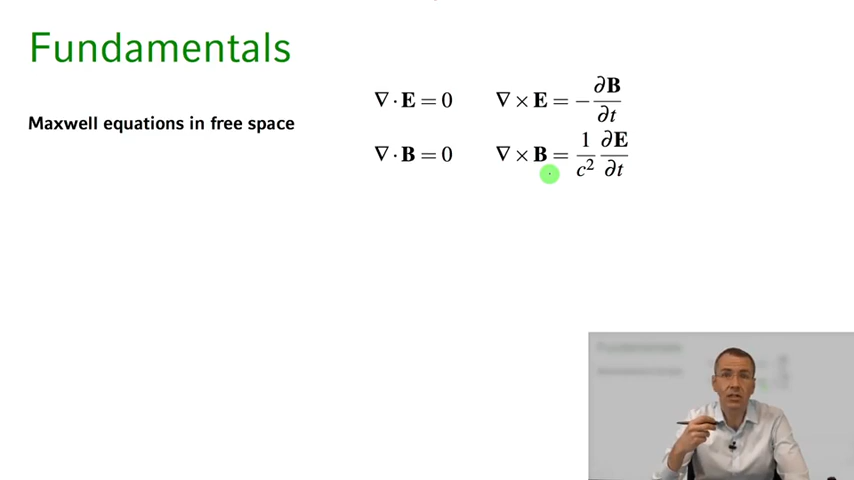 Fundamentals
Maxwell equations in free space
∇ · E = 0    ∇ × E = −∂B/∂t
∇ · B = 0    ∇ × B = 1/c² ∂E/∂t